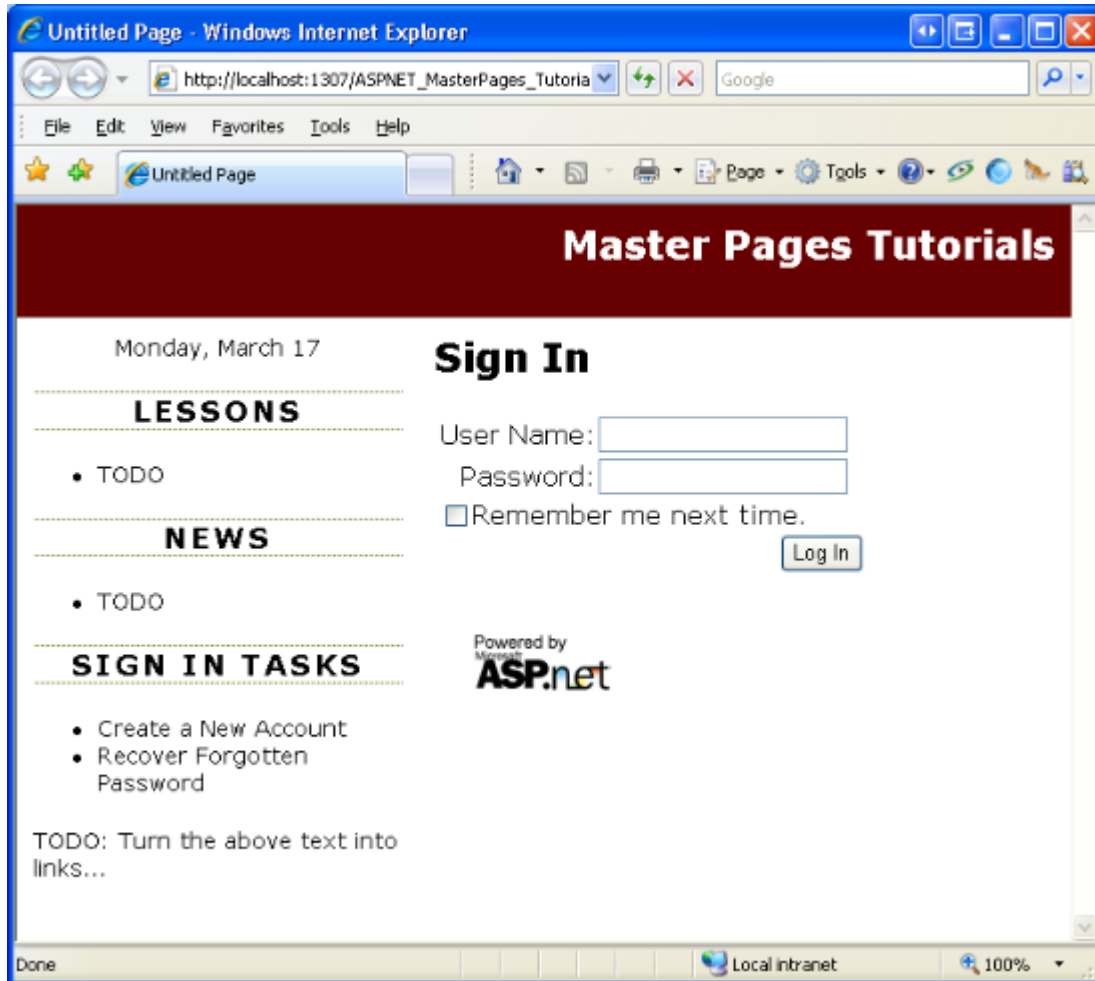 Untitled Page - Windows Internet Explorer
http://localhost:1307/ASPNET_MasterPages_Tutoria
Google
File Edit View Favorites Tools Help
Untitled Page
Page
Tools
Master Pages Tutorials
Monday, March 17
LESSONS
• TODO
NEWS
• TODO
SIGN IN TASKS
• Create a New Account
• Recover Forgotten
Password
TODO: Turn the above text into
links...
Sign In
User Name:
Password:
Remember me next time.
Log In
Powered by
Microsoft
ASP.net
Done
Local intranet
100%